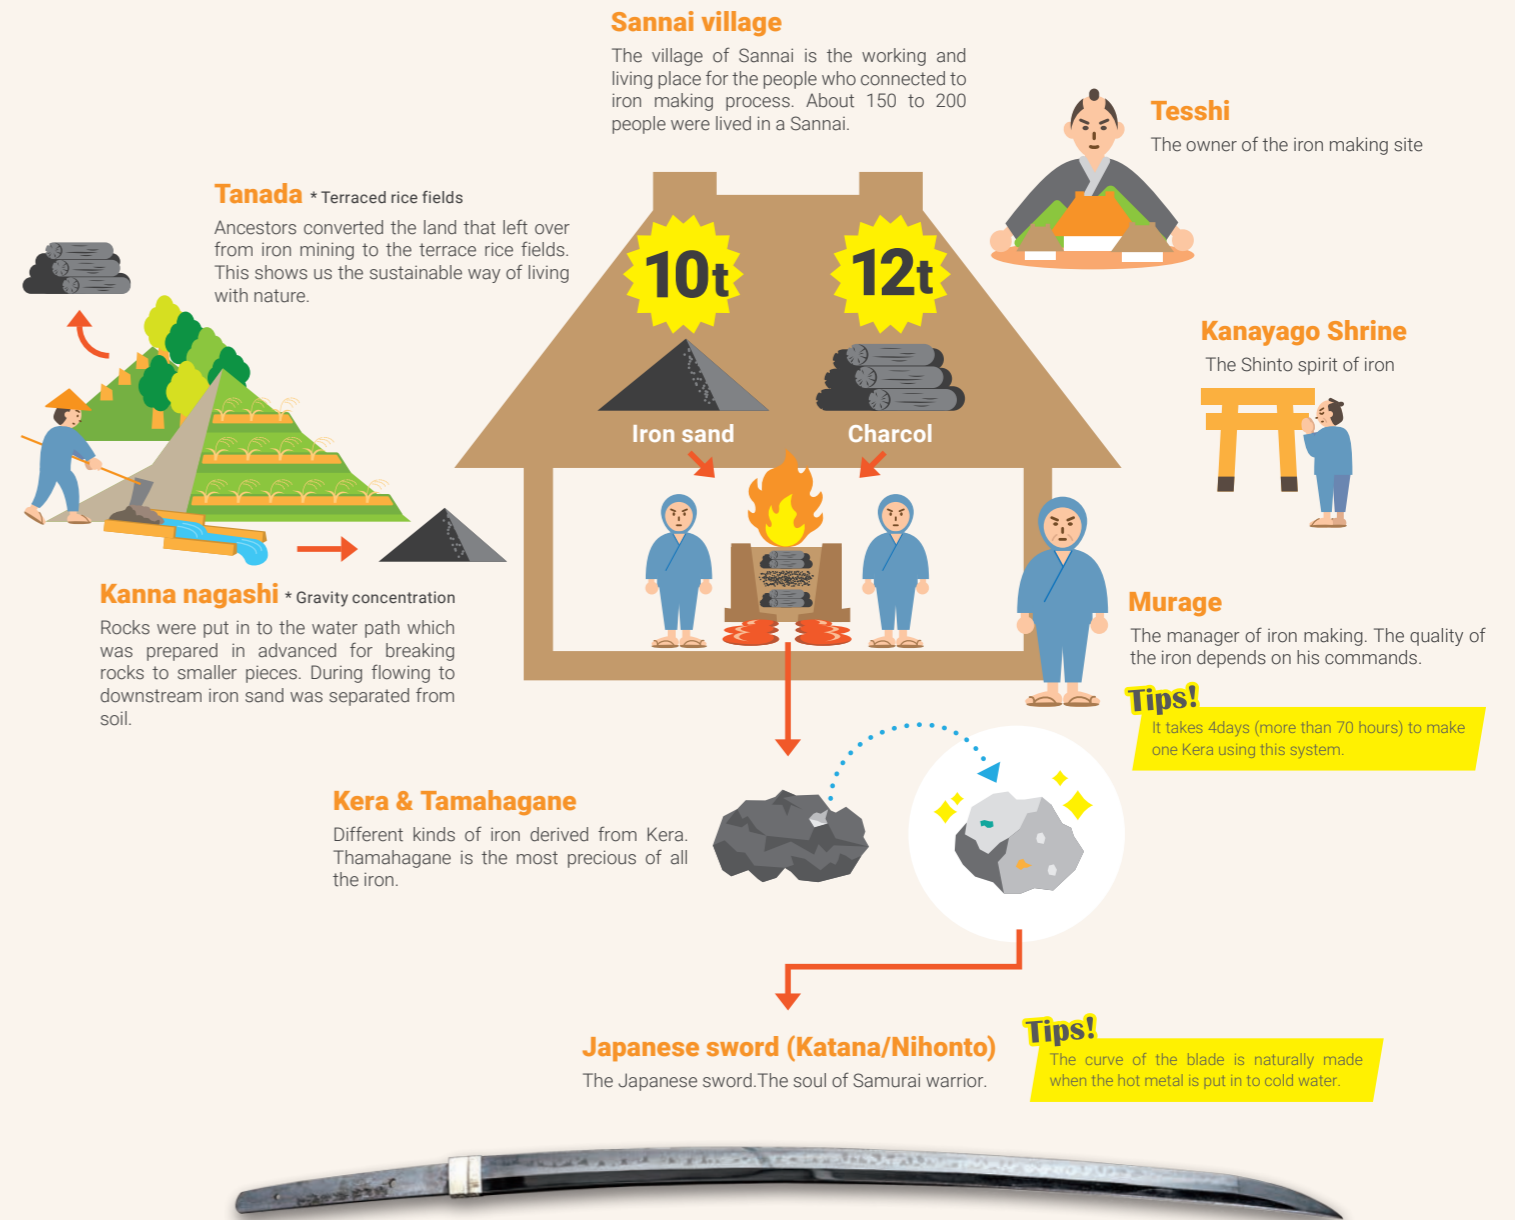 Sannai village
The village of Sannai is the working and
living place for the people who connected to
iron making process. About 150 to 200
people were lived in a Sannai.
Tesshi
The owner of the iron making site
Tanada * Terraced rice fields
Ancestors converted the land that left over
from iron mining to the terrace rice fields.
This shows us the sustainable way of living
with nature.
10t
12t
Iron sand
Charcol
Kanayago Shrine
The Shinto spirit of iron
Kanna nagashi * Gravity concentration
Rocks were put in to the water path which
was prepared in advanced for breaking
rocks to smaller pieces. During flowing to
downstream iron sand was separated from
soil.
Murage
The manager of iron making. The quality of
the iron depends on his commands.
Tips!
It takes 4days (more than 70 hours) to make
one Kera using this system.
Kera & Tamahagane
Different kinds of iron derived from Kera.
Thamahagane is the most precious of all
the iron.
Japanese sword (Katana/Nihonto)
The Japanese sword.The soul of Samurai warrior.
Tips!
The curve of the blade is naturally made
when the hot metal is put in to cold water.